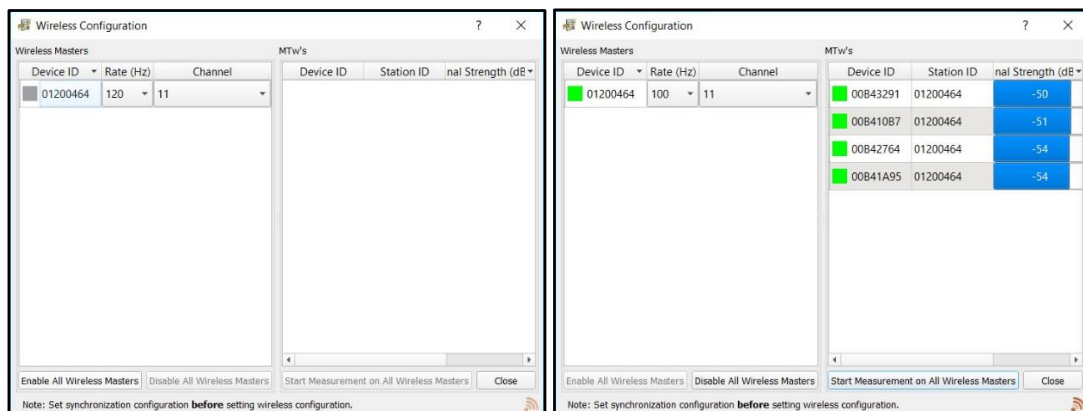 Wireless Configuration ? ×
Wireless Masters MTw's
Device ID Rate (Hz) Channel Device ID Station ID nal Strength (dB
01200464 120 11
Enable All Wireless Masters Disable All Wireless Masters Start Measurement on All Wireless Masters Close
Note: Set synchronization configuration before setting wireless configuration.
Wireless Configuration ? ×
Wireless Masters MTw's
Device ID Rate (Hz) Channel Device ID Station ID nal Strength (dB
01200464 100 11 00B43291 01200464 -50
00B410B7 01200464 -51
00B42764 01200464 -54
00B41A95 01200464 -54
Enable All Wireless Masters Disable All Wireless Masters Start Measurement on All Wireless Masters Close
Note: Set synchronization configuration before setting wireless configuration.